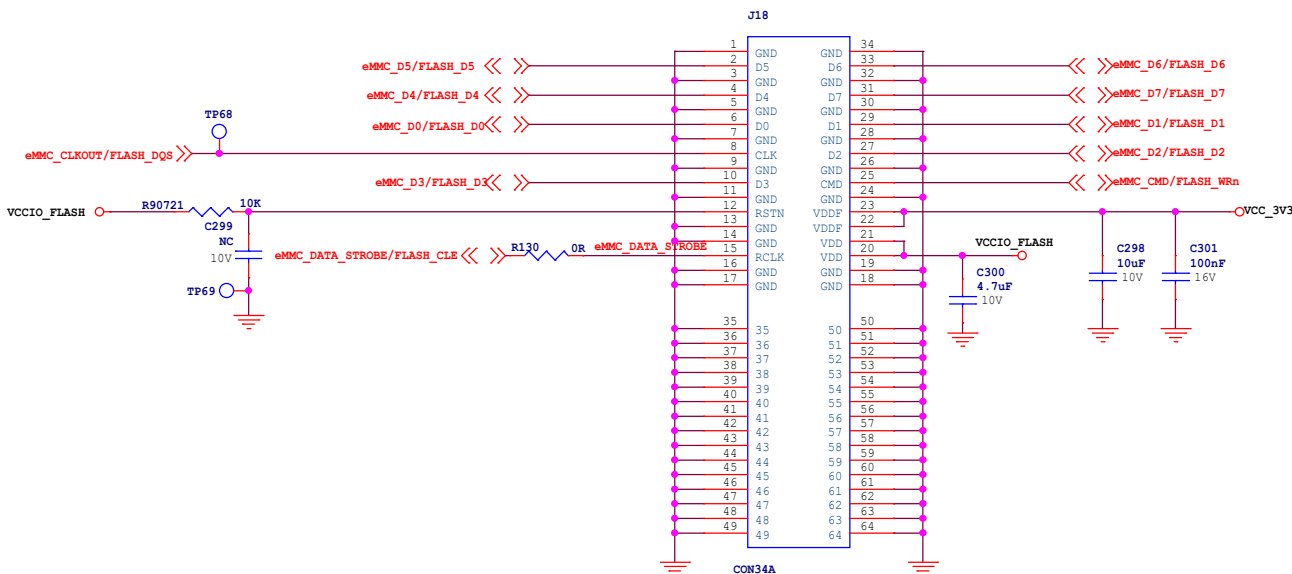 J18
1 GND GND 34
eMMC_D5/FLASH_D5 2 D5 D6 33 eMMC_D6/FLASH_D6
3 GND GND 32
eMMC_D4/FLASH_D4 4 D4 D7 31 eMMC_D7/FLASH_D7
5 GND GND 30
TP68
eMMC_D0/FLASH_D0 6 D0 D1 29 eMMC_D1/FLASH_D1
7 GND GND 28
eMMC_CLKOUT/FLASH_DQS 8 CLK D2 27 eMMC_D2/FLASH_D2
9 GND GND 26
eMMC_D3/FLASH_D3 10 D3 CMD 25 eMMC_CMD/FLASH_WRn
11 GND GND 24
VCCIO_FLASH R90721 10K 12 RSTN VDDF 23 VCC_3V3
C299
13 GND VDDF 22
NC
10V
14 GND VDD 21
eMMC_DATA_STROBE/FLASH_CLE R130 0R eMMC_DATA_STROBE 15 RCLK VDD 20 VCCIO_FLASH
16 GND GND 19
17 GND GND 18
TP69
C300
4.7uF
10V
C298
10uF
10V
C301
100nF
16V
35 35 50 50
36 36 51 51
37 37 52 52
38 38 53 53
39 39 54 54
40 40 55 55
41 41 56 56
42 42 57 57
43 43 58 58
44 44 59 59
45 45 60 60
46 46 61 61
47 47 62 62
48 48 63 63
49 49 64 64
CON34A